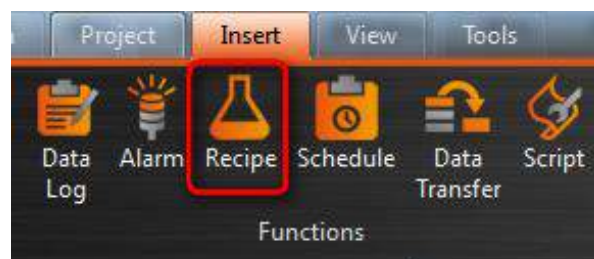 Project Insert View Tools
Data Log
Alarm
Recipe
Schedule
Data Transfer
Script
Functions